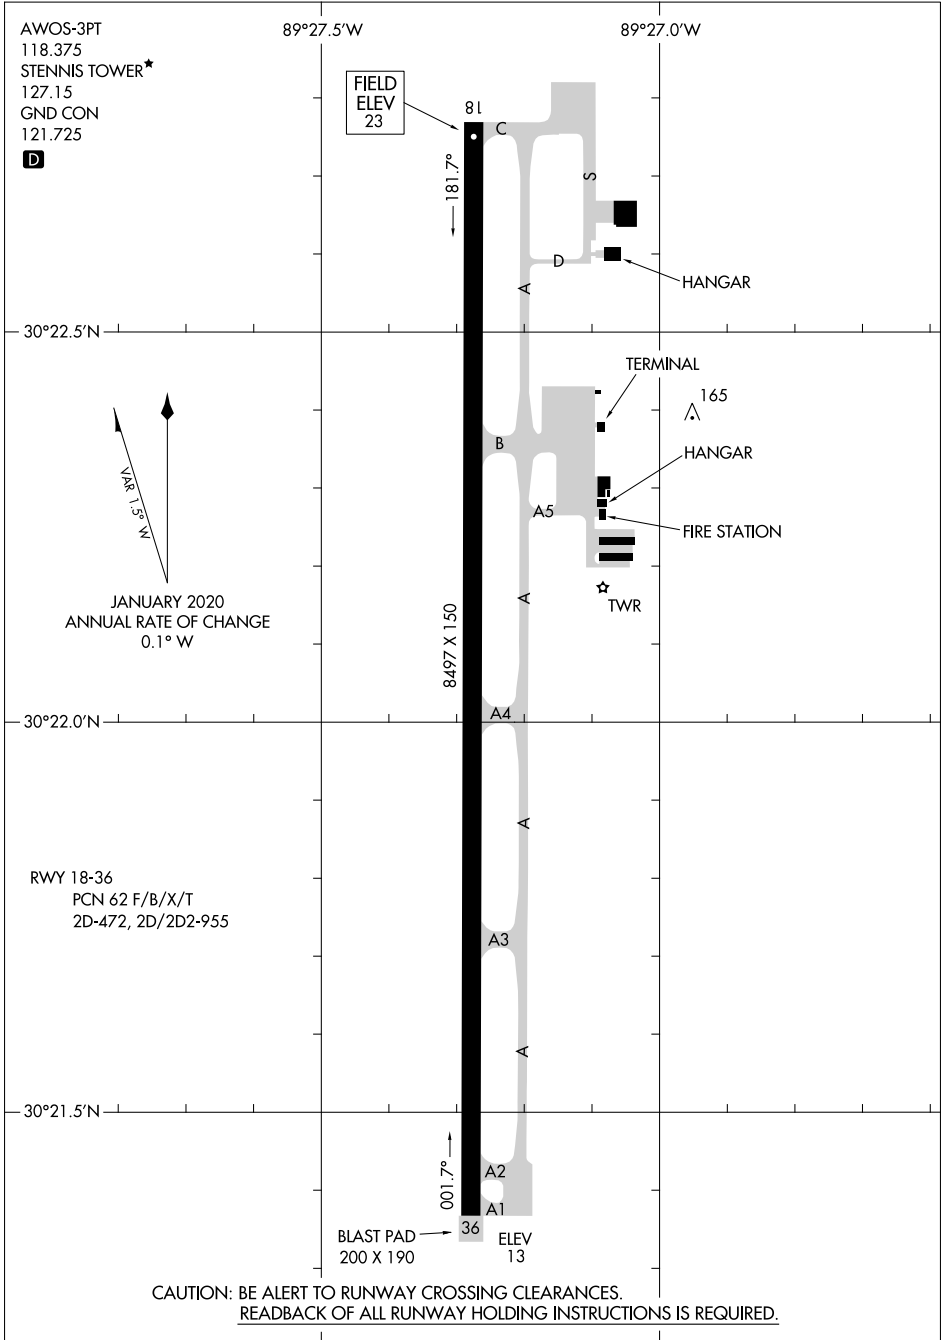 AWOS-3PT
118.375
STENNIS TOWER★
127.15
GND CON
121.725
D
89°27.5'W
89°27.0'W
FIELD
ELEV
23
18
C
181.7°
S
D
HANGAR
A
30°22.5'N
TERMINAL
165
B
HANGAR
VAR 1.5° W
A5
FIRE STATION
A
TWR
JANUARY 2020
ANNUAL RATE OF CHANGE
0.1° W
8497 X 150
A4
30°22.0'N
A
RWY 18-36
PCN 62 F/B/X/T
2D-472, 2D/2D2-955
A3
A
30°21.5'N
001.7°
A2
A1
36
BLAST PAD
200 X 190
ELEV
13
CAUTION: BE ALERT TO RUNWAY CROSSING CLEARANCES.
READBACK OF ALL RUNWAY HOLDING INSTRUCTIONS IS REQUIRED.